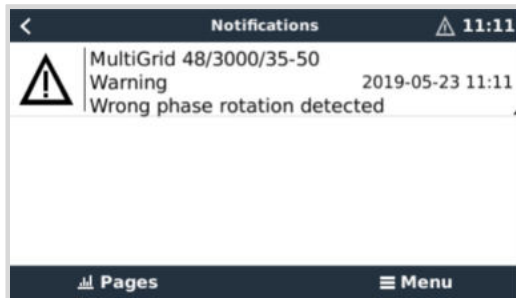 Notifications 11:11
MultiGrid 48/3000/35-50
Warning 2019-05-23 11:11
Wrong phase rotation detected
Pages Menu